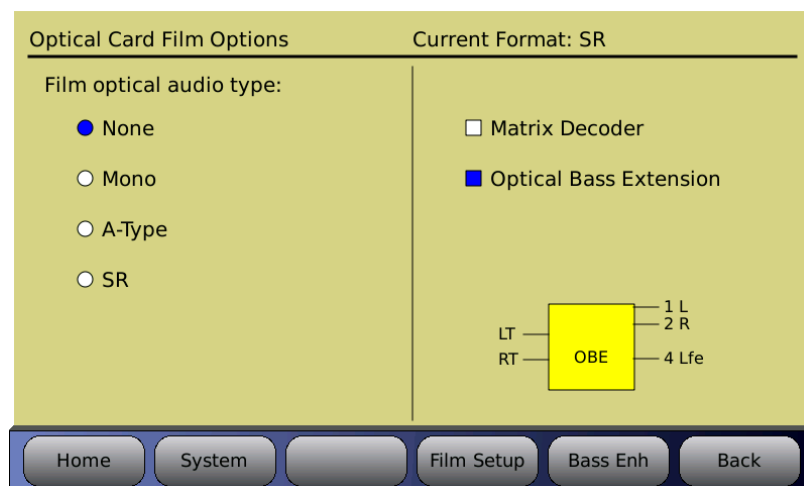 Optical Card Film Options
Current Format: SR
Film optical audio type:
None
Mono
A-Type
SR
Matrix Decoder
Optical Bass Extension
LT
RT
OBE
1 L
2 R
4 Lfe
Home
System
Film Setup
Bass Enh
Back